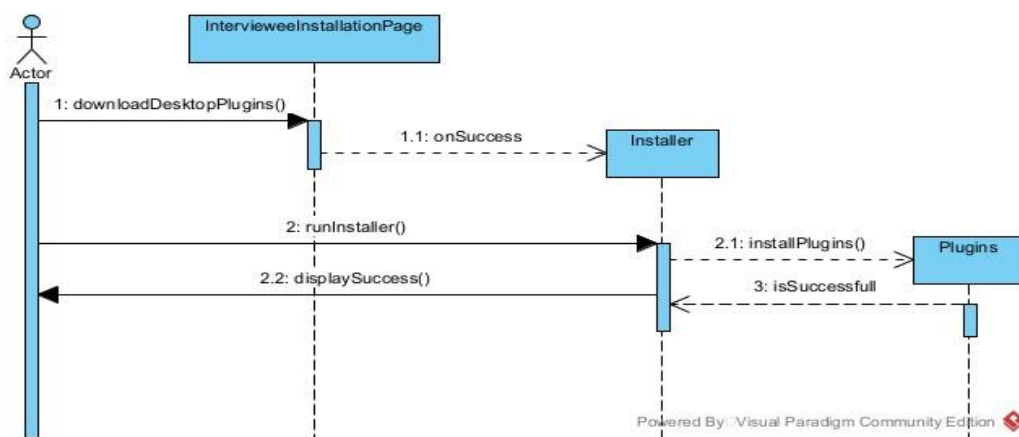 IntervieweeInstallationPage
Actor
1: downloadDesktopPlugins()
1.1: onSuccess
Installer
2: runInstaller()
2.1: installPlugins()
Plugins
2.2: displaySuccess()
3: isSuccessfull
Powered By Visual Paradigm Community Edition